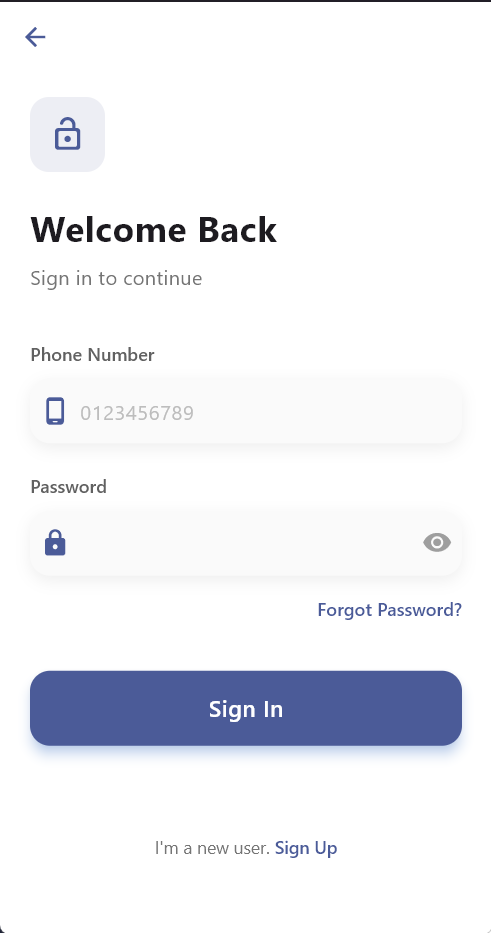 Welcome Back
Sign in to continue
Phone Number
0123456789
Password
Forgot Password?
Sign In
I'm a new user. Sign Up